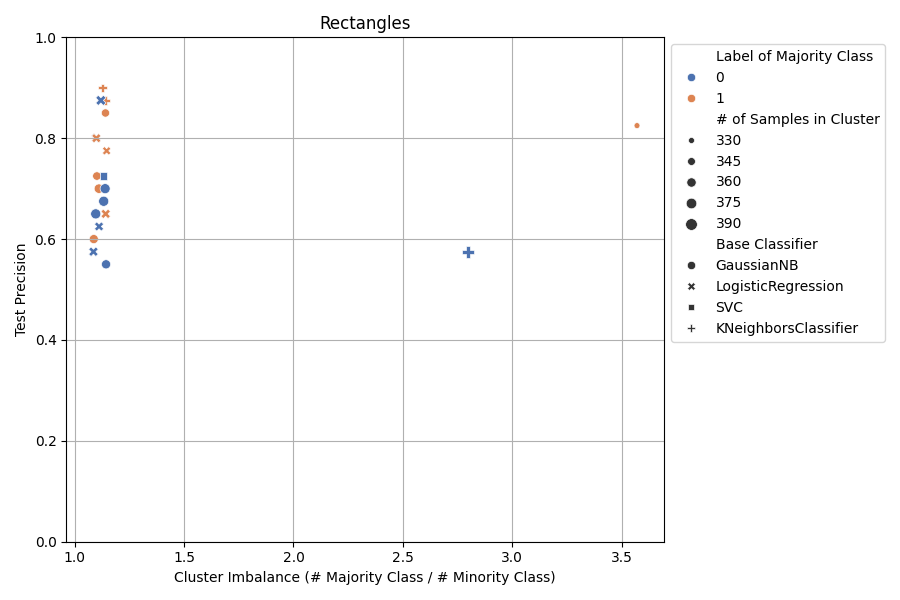 Rectangles
1.0
0.8
0.6
0.4
0.2
0.0
Test Precision
1.0 1.5 2.0 2.5 3.0 3.5
Cluster Imbalance (# Majority Class / # Minority Class)
Label of Majority Class
0
1
# of Samples in Cluster
330
345
360
375
390
Base Classifier
GaussianNB
LogisticRegression
SVC
KNeighborsClassifier